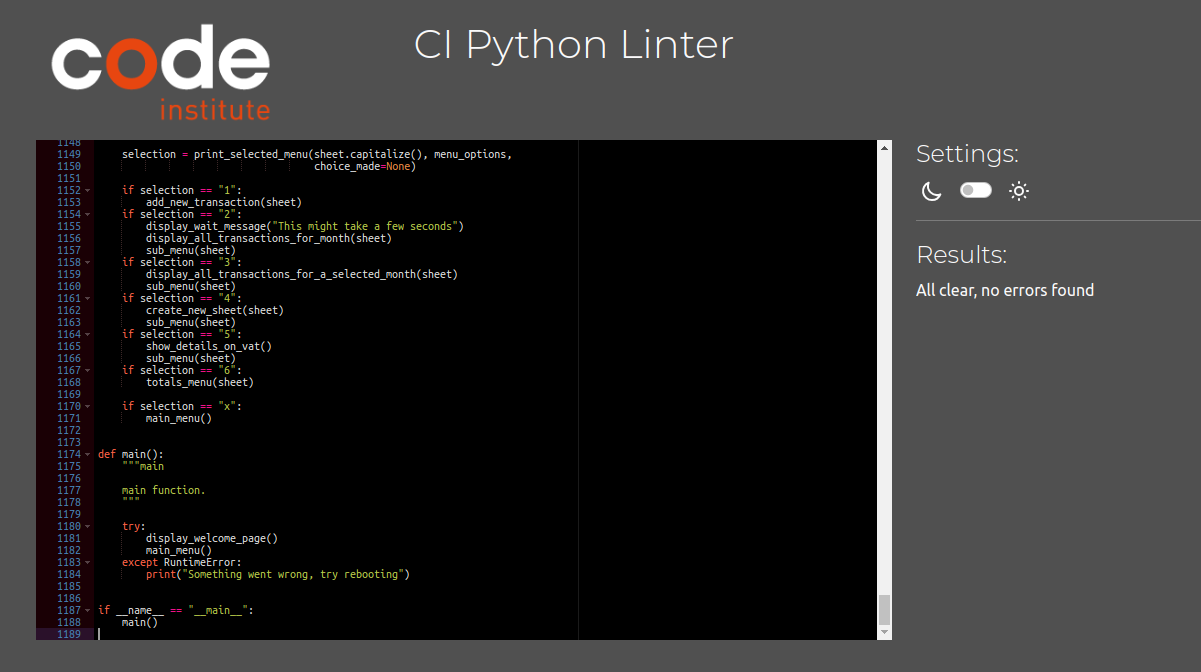 code
institute
CI Python Linter
1148
1149 selection = print_selected_menu(sheet.capitalize(), menu_options,
1150 choice_made=None)
1151
1152 if selection == "1":
1153 add_new_transaction(sheet)
1154 if selection == "2":
1155 display_wait_message("This might take a few seconds")
1156 display_all_transactions_for_month(sheet)
1157 sub_menu(sheet)
1158 if selection == "3":
1159 display_all_transactions_for_a_selected_month(sheet)
1160 sub_menu(sheet)
1161 if selection == "4":
1162 create_new_sheet(sheet)
1163 sub_menu(sheet)
1164 if selection == "5":
1165 show_details_on_vat()
1166 sub_menu(sheet)
1167 if selection == "6":
1168 totals_menu(sheet)
1169
1170 if selection == "x":
1171 main_menu()
1172
1173
1174 def main():
1175 """main
1176
1177 main function.
1178 """
1179
1180 try:
1181 display_welcome_page()
1182 main_menu()
1183 except RuntimeError:
1184 print("Something went wrong, try rebooting")
1185
1186
1187 if __name__ == "__main__":
1188 main()
1189
Settings:
Results:
All clear, no errors found